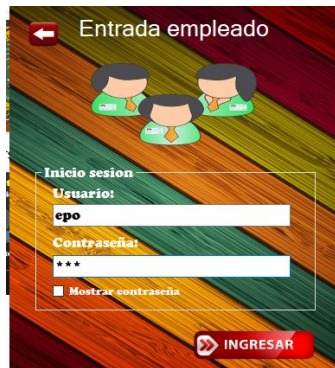 Entrada empleado
Inicio sesion
Usuario:
epo
Contraseña:
***
Mostrar contraseña
INGRESAR